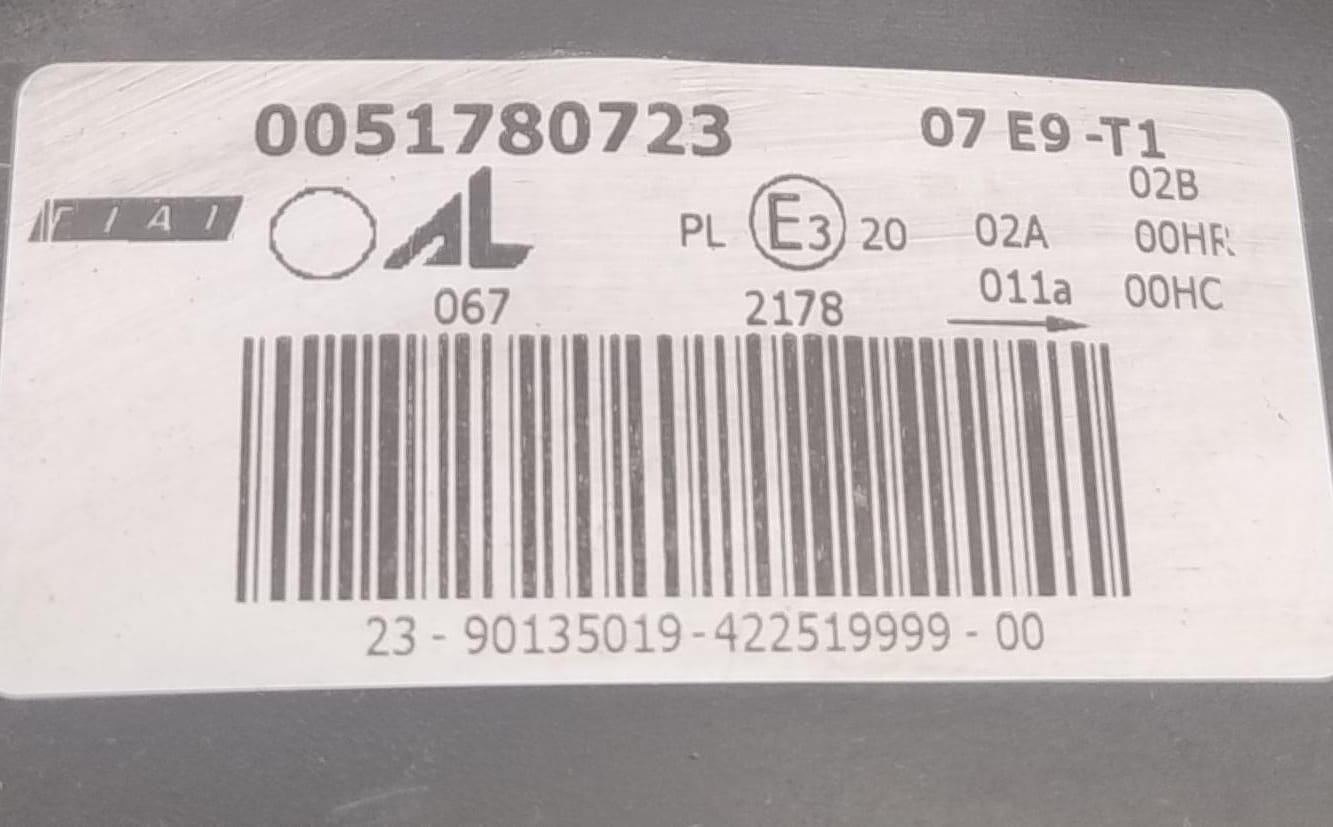 0051780723 07 E9 -T1
02B
FIAT AL PL E3 20 02A 00HR
067 2178 011a 00HC
23 - 90135019 - 422519999 - 00